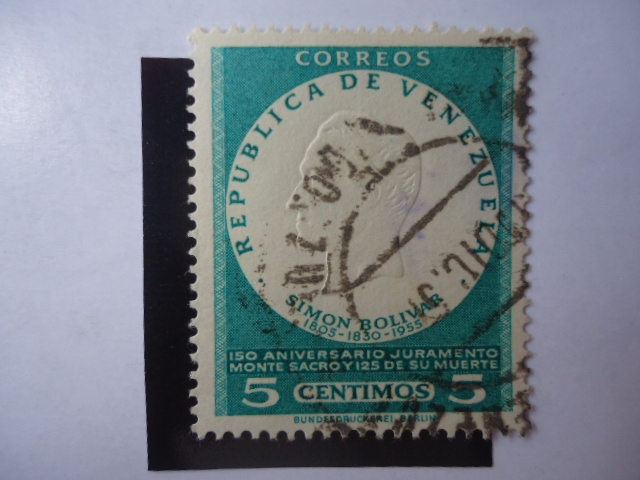 CORREOS
REPUBLICA DE VENEZUELA
SIMON BOLIVAR
1805-1830-1955
150 ANIVERSARIO JURAMENTO
MONTE SACRO Y 125 DE SU MUERTE
5 CENTIMOS 5
BUNDESDRUCKEREI BERLIN